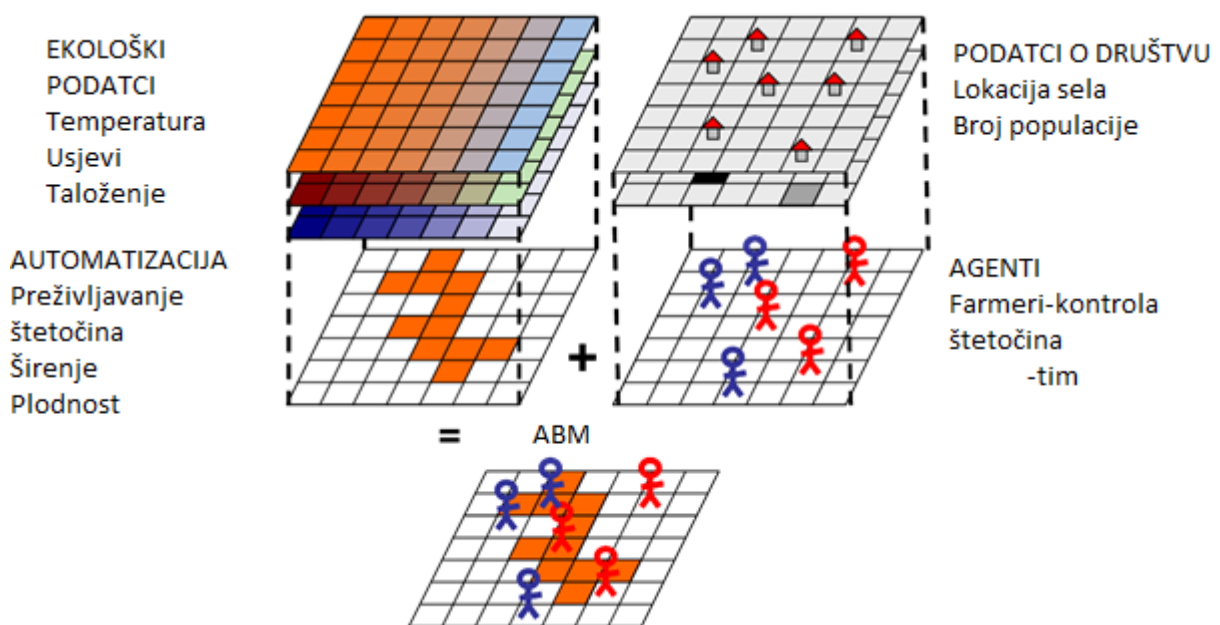 EKOLOŠKI
PODATCI
Temperatura
Usjevi
Taloženje
PODATCI O DRUŠTVU
Lokacija sela
Broj populacije
AUTOMATIZACIJA
Preživljavanje
štetočina
Širenje
Plodnost
+
AGENTI
Farmeri-kontrola
štetočina
-tim
= ABM